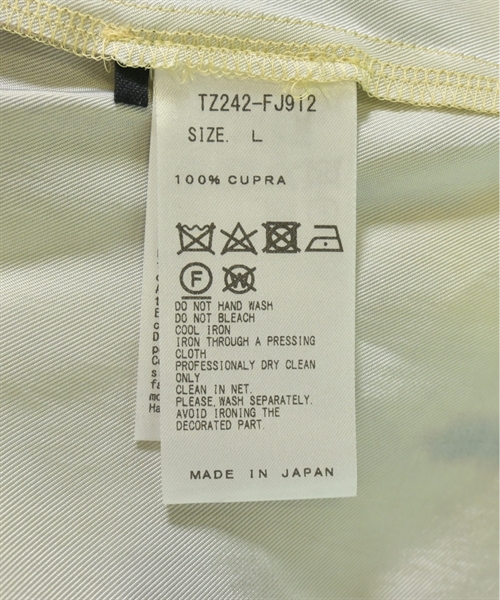 TZ242-FJ912
SIZE. L
100% CUPRA
F W
DO NOT HAND WASH
DO NOT BLEACH
COOL IRON
IRON THROUGH A PRESSING
CLOTH
PROFESSIONALY DRY CLEAN
ONLY
CLEAN IN NET.
PLEASE,WASH SEPARATELY.
AVOID IRONING THE
DECORATED PART.
MADE IN JAPAN